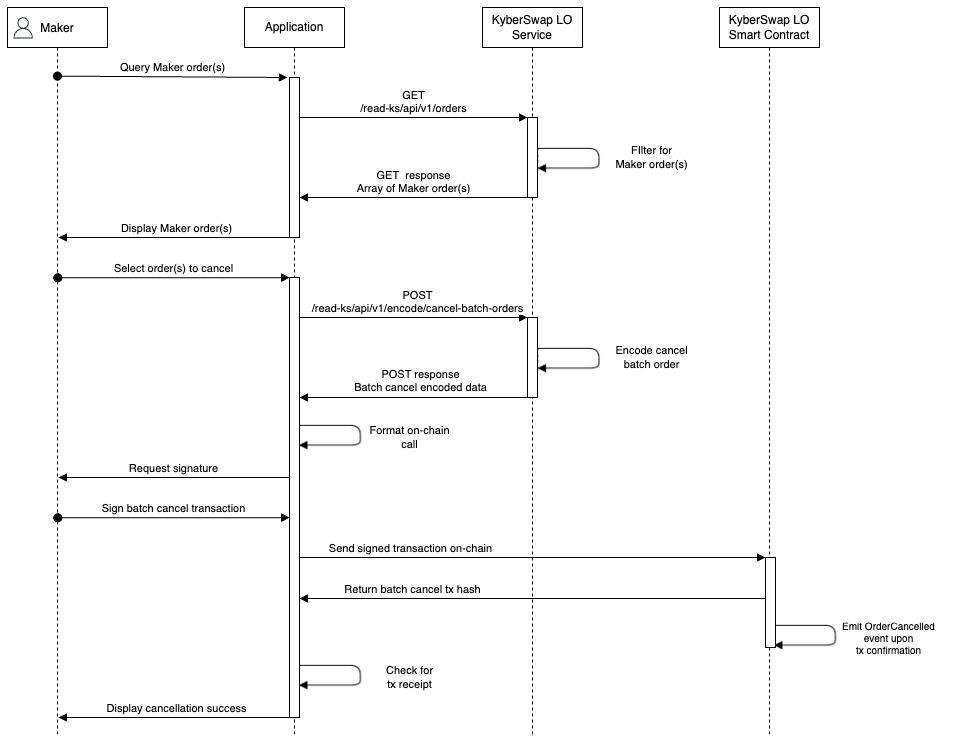 Maker
Application
KyberSwap LO
Service
KyberSwap LO
Smart Contract
Query Maker order(s)
GET
/read-ks/api/v1/orders
FIlter for
Maker order(s)
GET response
Array of Maker order(s)
Display Maker order(s)
Select order(s) to cancel
POST
/read-ks/api/v1/encode/cancel-batch-orders
Encode cancel
batch order
POST response
Batch cancel encoded data
Format on-chain
call
Request signature
Sign batch cancel transaction
Send signed transaction on-chain
Return batch cancel tx hash
Emit OrderCancelled
event upon
tx confirmation
Check for
tx receipt
Display cancellation success